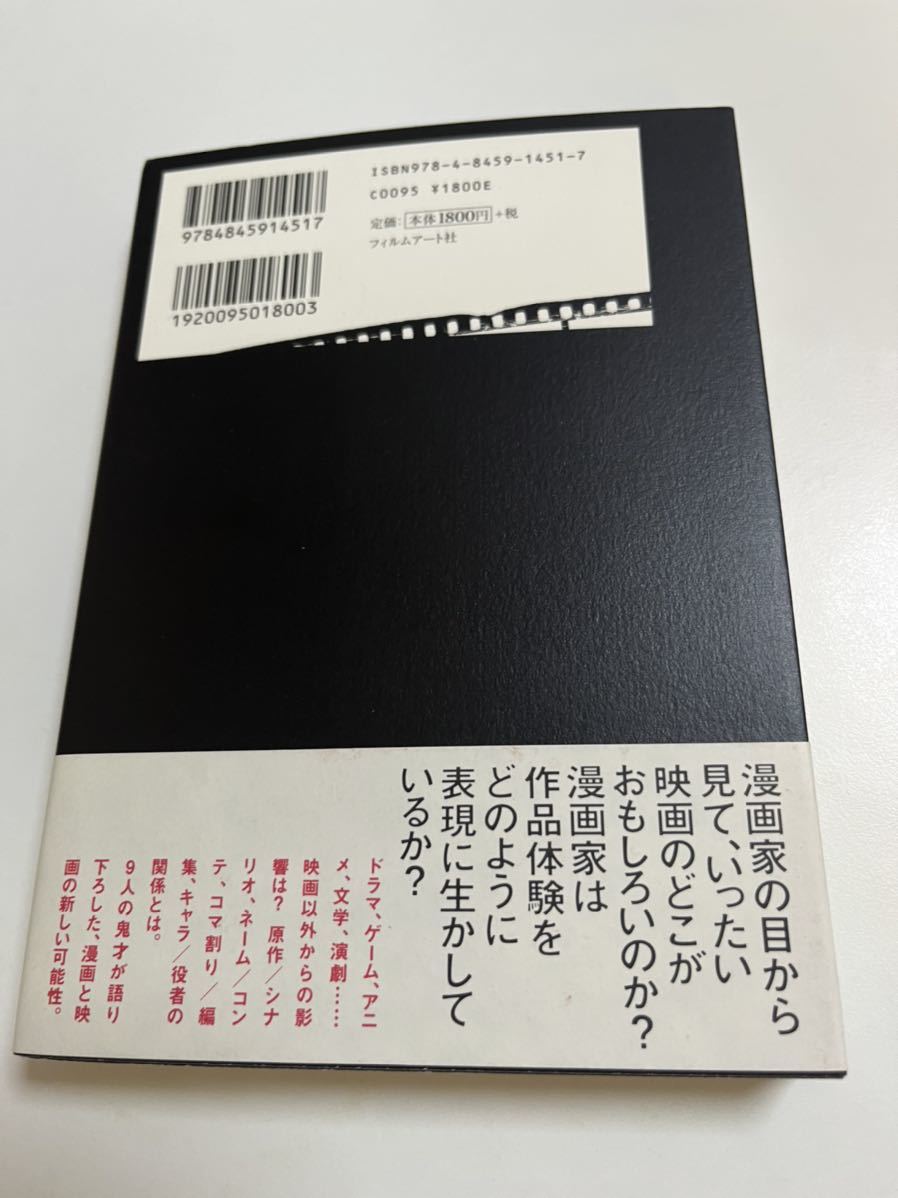 ISBN978-4-8459-1451-7
C0095 ¥1800E
定価：本体1800円+税
フィルムアート社
9784845914517
1920095018003
漫画家の目から
見て、いったい
映画のどこが
おもしろいのか？
漫画家は
作品体験を
どのように
表現に生かして
いるか？
ドラマ、ゲーム、アニ
メ、文学、演劇……
映画以外からの影
響は？　原作／シナ
リオ、ネーム／コン
テ、コマ割り／編
集、キャラ／役者の
関係とは。
9人の鬼才が語り
下ろした、漫画と映
画の新しい可能性。